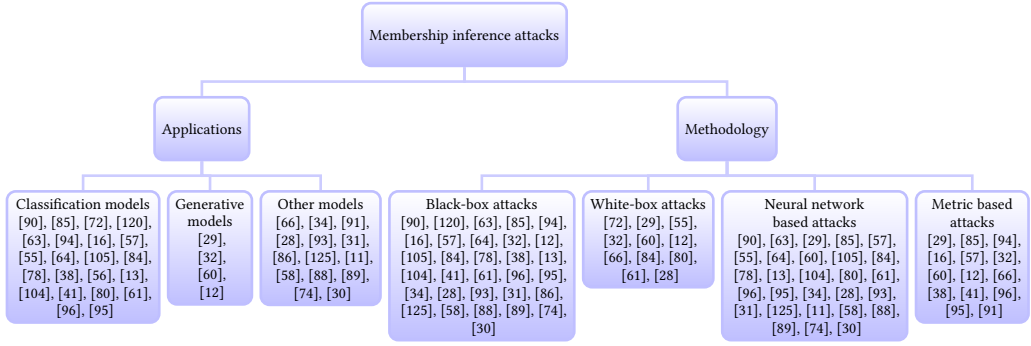 Membership inference attacks
Applications
Methodology
Classification models
[90], [85], [72], [120],
[63], [94], [16], [57],
[55], [64], [105], [84],
[78], [38], [56], [13],
[104], [41], [80], [61],
[96], [95]
Generative
models
[29],
[32],
[60],
[12]
Other models
[66], [34], [91],
[28], [93], [31],
[86], [125], [11],
[58], [88], [89],
[74], [30]
Black-box attacks
[90], [120], [63], [85], [94],
[16], [57], [64], [32], [12],
[105], [84], [78], [38], [13],
[104], [41], [61], [96], [95],
[34], [28], [93], [31], [86],
[125], [58], [88], [89], [74],
[30]
White-box attacks
[72], [29], [55],
[32], [60], [12],
[66], [84], [80],
[61], [28]
Neural network
based attacks
[90], [63], [29], [85], [57],
[55], [64], [60], [105], [84],
[78], [13], [104], [80], [61],
[96], [95], [34], [28], [93],
[31], [125], [11], [58], [88],
[89], [74], [30]
Metric based
attacks
[29], [85], [94],
[16], [57], [32],
[60], [12], [66],
[38], [41], [96],
[95], [91]